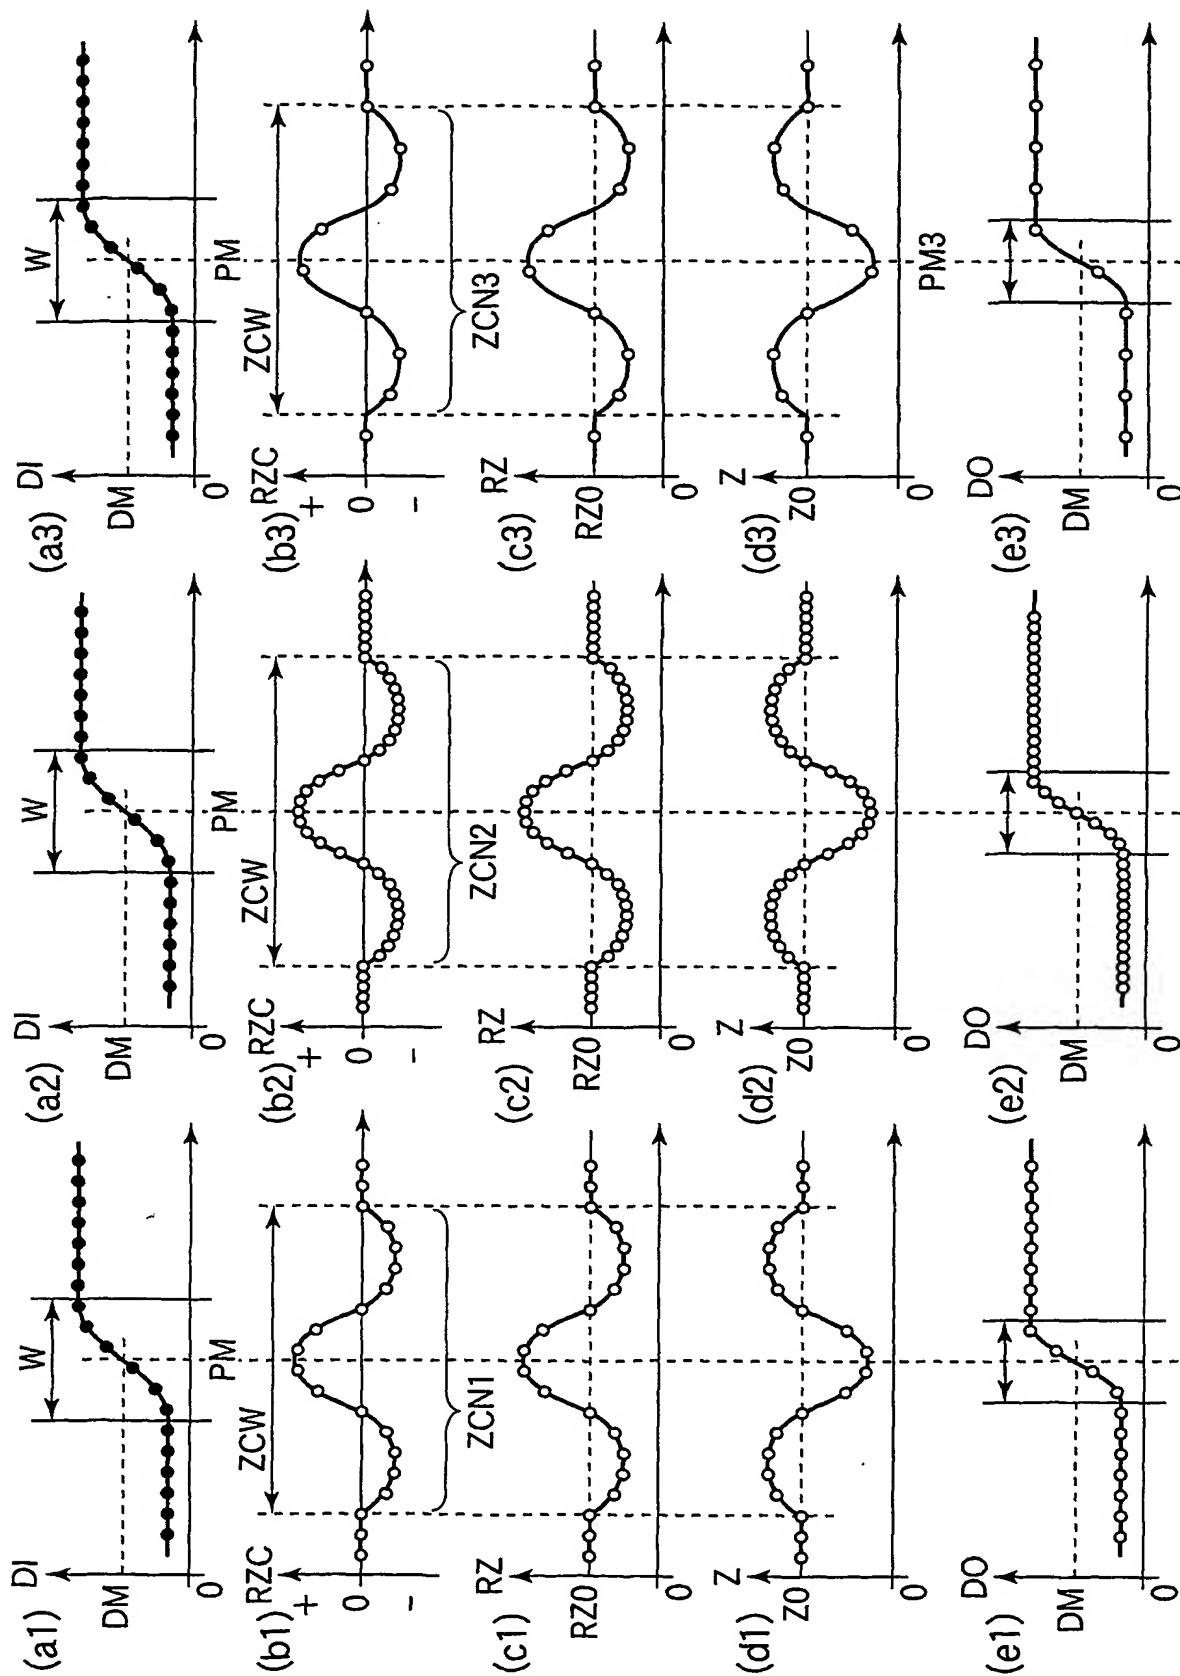 (a1)
DI
DM
0
W
PM
(b1)
RZC
+
0
-
ZCW
ZCN1
(c1)
RZ
RZ0
0
(d1)
Z
Z0
0
(e1)
DO
DM
0
(a2)
DI
DM
0
W
PM
(b2)
RZC
+
0
-
ZCW
ZCN2
(c2)
RZ
RZ0
0
(d2)
Z
Z0
0
(e2)
DO
DM
0
(a3)
DI
DM
0
W
PM
(b3)
RZC
+
0
-
ZCW
ZCN3
(c3)
RZ
RZ0
0
(d3)
Z
Z0
0
PM3
(e3)
DO
DM
0